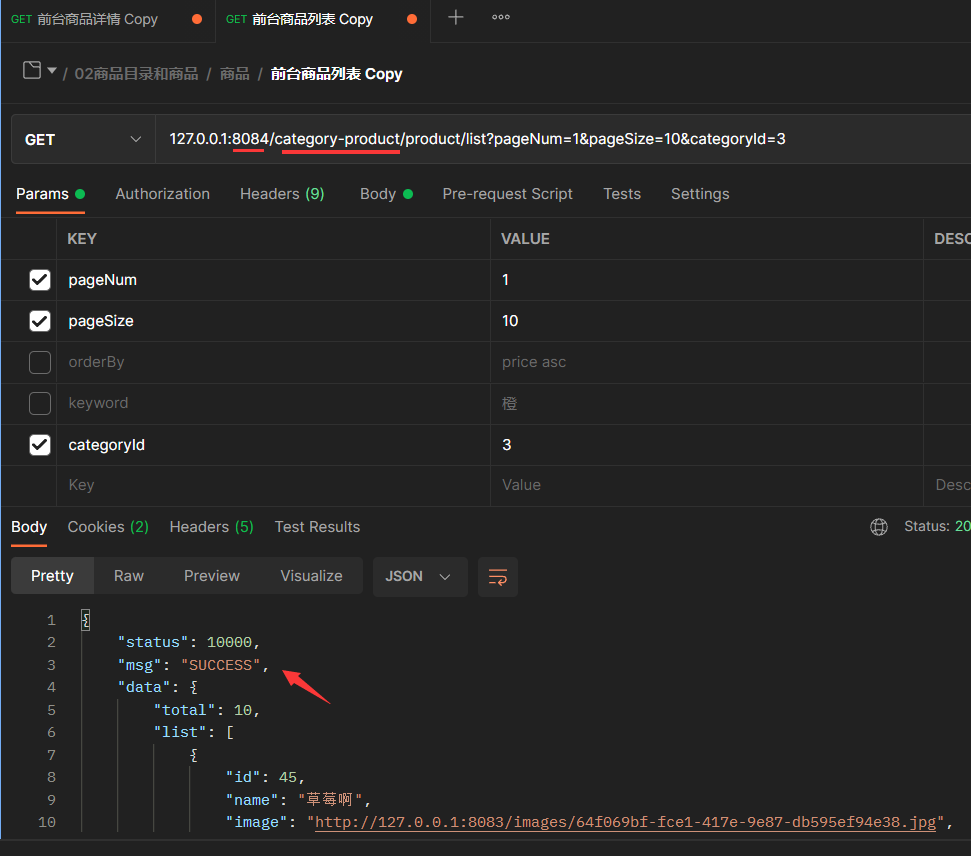 GET 前台商品详情 Copy GET 前台商品列表 Copy
/ 02商品目录和商品 / 商品 / 前台商品列表 Copy
GET 127.0.0.1:8084/category-product/product/list?pageNum=1&pageSize=10&categoryId=3
Params Authorization Headers (9) Body Pre-request Script Tests Settings
KEY VALUE DESC
pageNum 1
pageSize 10
orderBy price asc
keyword 橙
categoryId 3
Key Value Desc
Body Cookies (2) Headers (5) Test Results Status: 20
Pretty Raw Preview Visualize JSON
1 {
2 "status": 10000,
3 "msg": "SUCCESS",
4 "data": {
5 "total": 10,
6 "list": [
7 {
8 "id": 45,
9 "name": "草莓啊",
10 "image": "http://127.0.0.1:8083/images/64f069bf-fce1-417e-9e87-db595ef94e38.jpg",